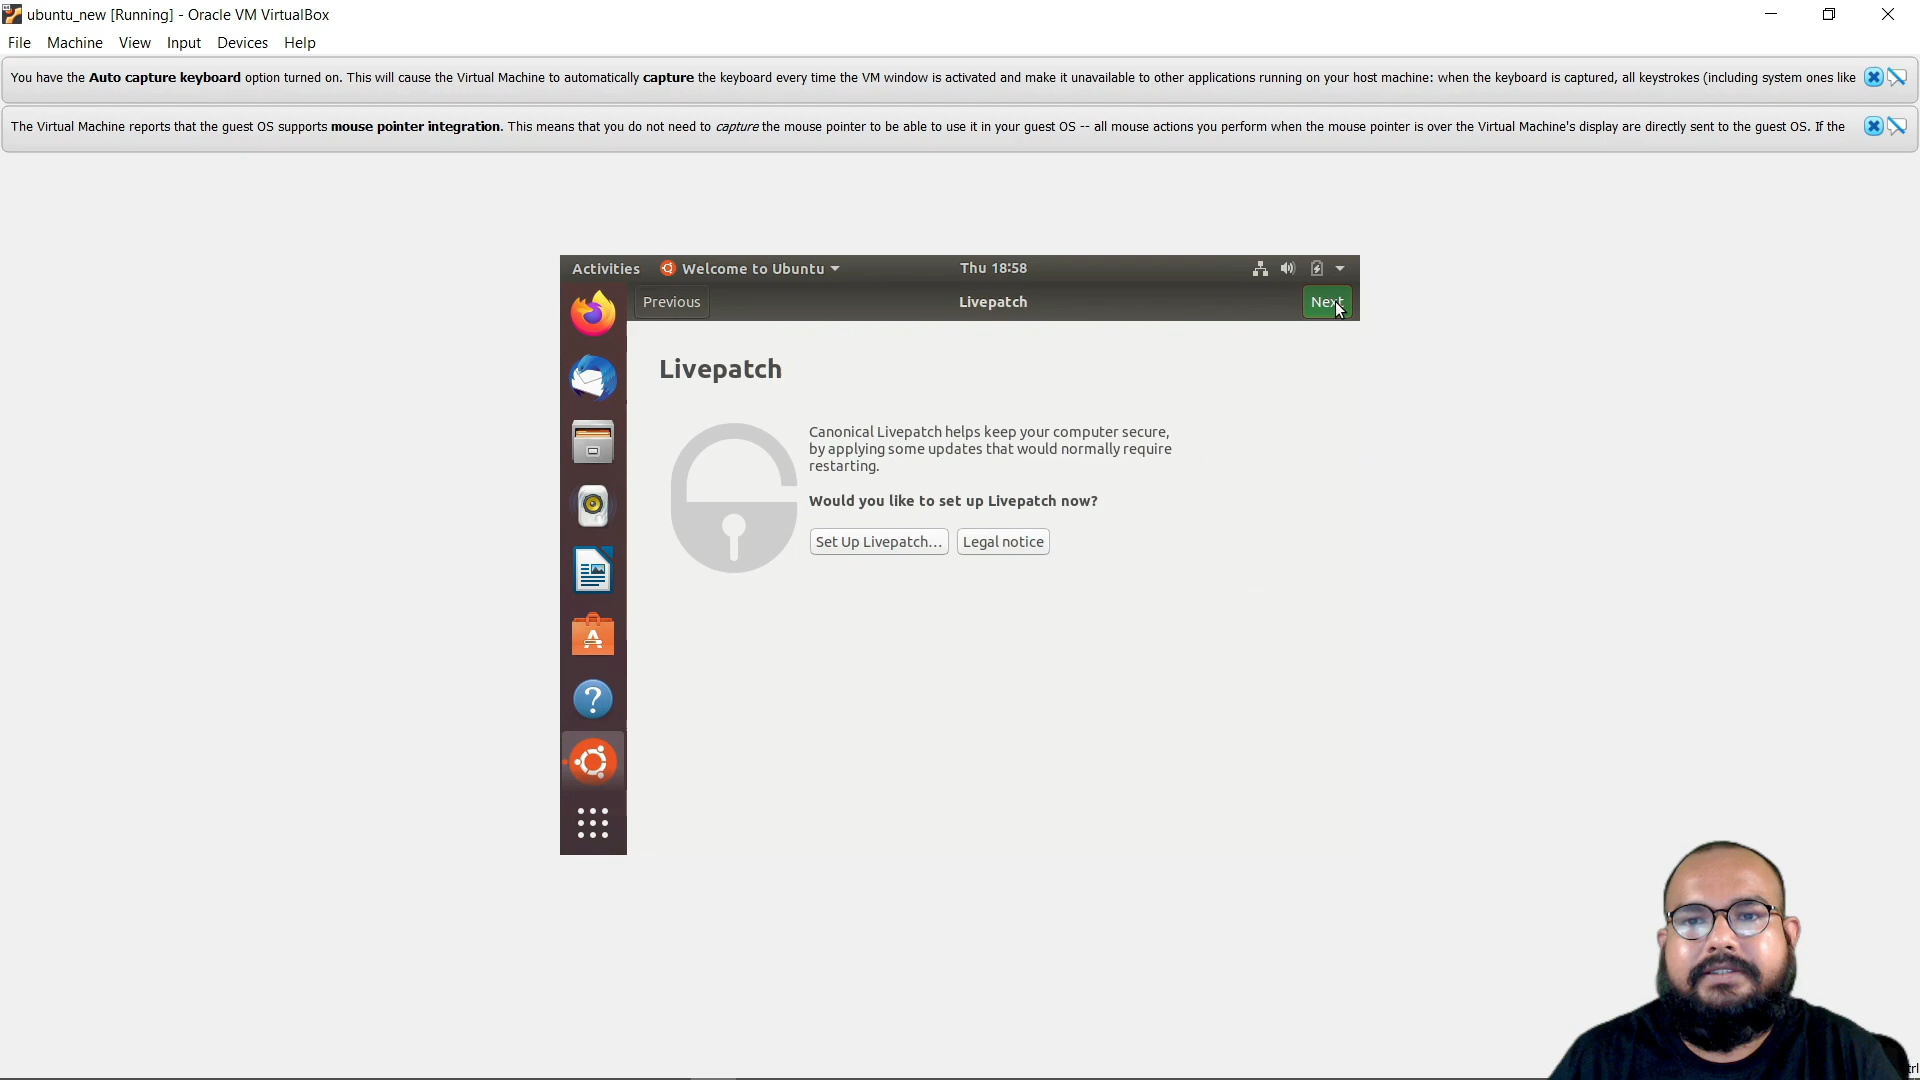 ubuntu_new [Running] - Oracle VM VirtualBox
File Machine View Input Devices Help
You have the Auto capture keyboard option turned on. This will cause the Virtual Machine to automatically capture the keyboard every time the VM window is activated and make it unavailable to other applications running on your host machine: when the keyboard is captured, all keystrokes (including system ones like
The Virtual Machine reports that the guest OS supports mouse pointer integration. This means that you do not need to capture the mouse pointer to be able to use it in your guest OS -- all mouse actions you perform when the mouse pointer is over the Virtual Machine's display are directly sent to the guest OS. If the
Activities Welcome to Ubuntu Thu 18:58
Previous Livepatch Next
Livepatch
Canonical Livepatch helps keep your computer secure,
by applying some updates that would normally require
restarting.
Would you like to set up Livepatch now?
Set Up Livepatch... Legal notice